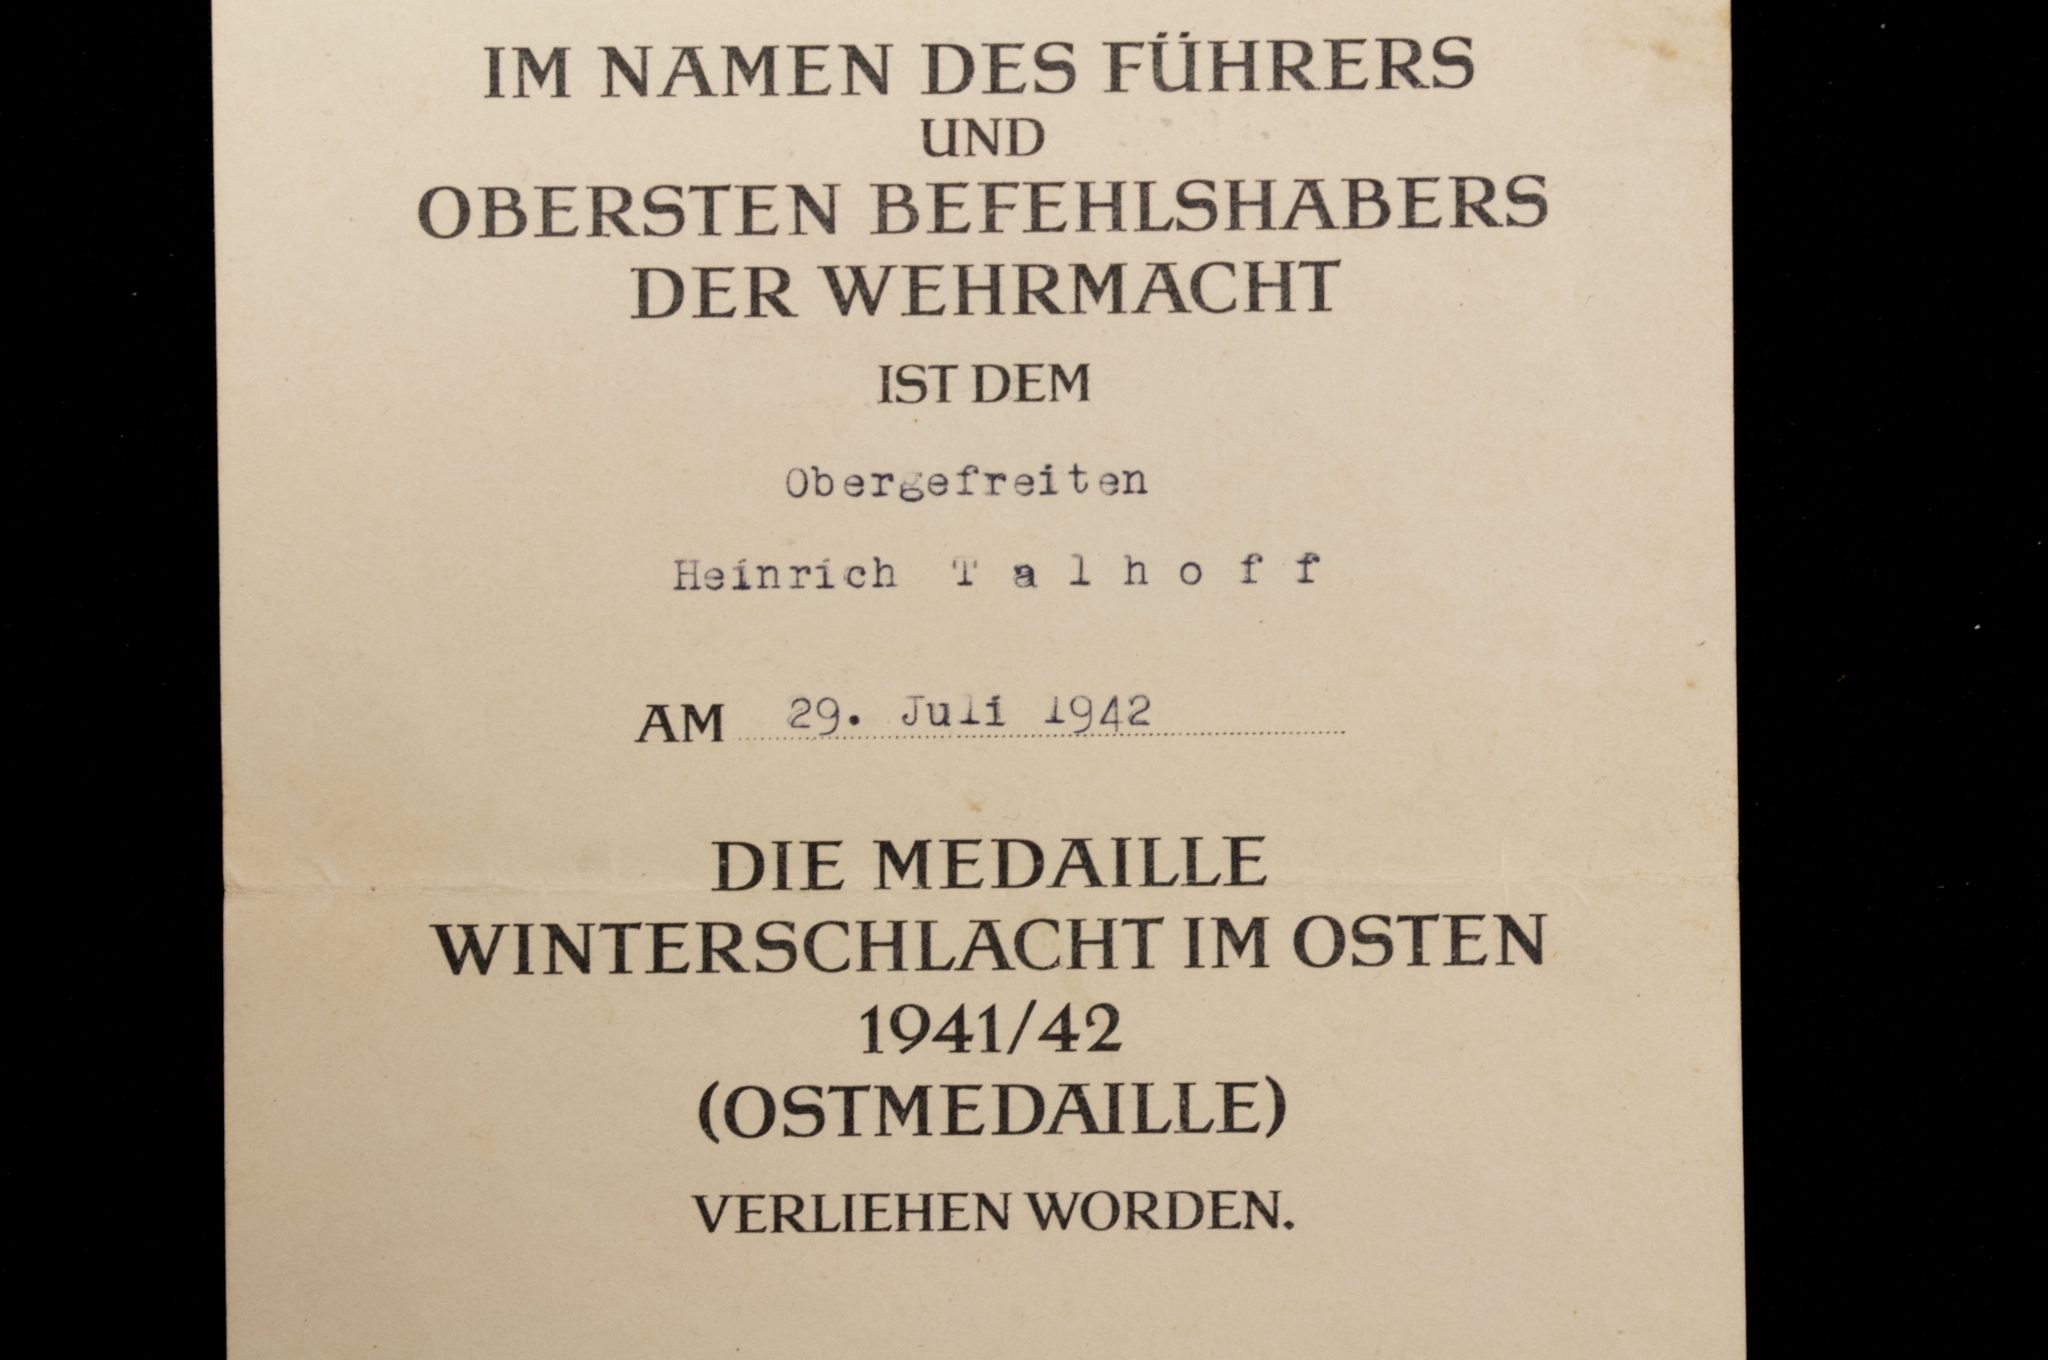 IM NAMEN DES FÜHRERS
UND
OBERSTEN BEFEHLSHABERS
DER WEHRMACHT
IST DEM
Obergefreiten
Heinrich T a l h o f f
AM 29. Juli 1942
DIE MEDAILLE
WINTERSCHLACHT IM OSTEN
1941/42
(OSTMEDAILLE)
VERLIEHEN WORDEN.